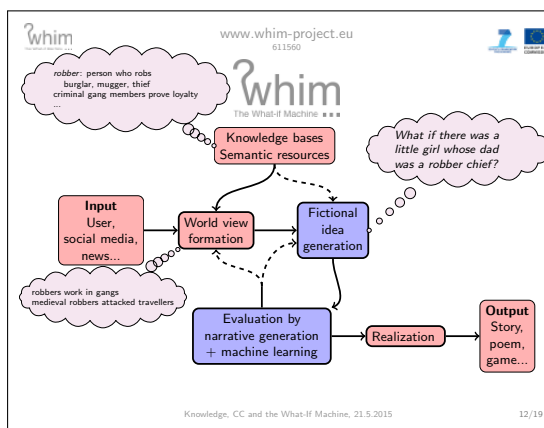 whim
www.whim-project.eu
611560
EUROPEAN
COMMISSION
robber: person who robs
burglar, mugger, thief
criminal gang members prove loyalty
...
whim
The What-If Machine
Knowledge bases
Semantic resources
What if there was a
little girl whose dad
was a robber chief?
Input
User,
social media,
news...
World view
formation
Fictional
idea
generation
robbers work in gangs
medieval robbers attacked travellers
Evaluation by
narrative generation
+ machine learning
Realization
Output
Story,
poem,
game...
Knowledge, CC and the What-If Machine, 21.5.2015
12/19